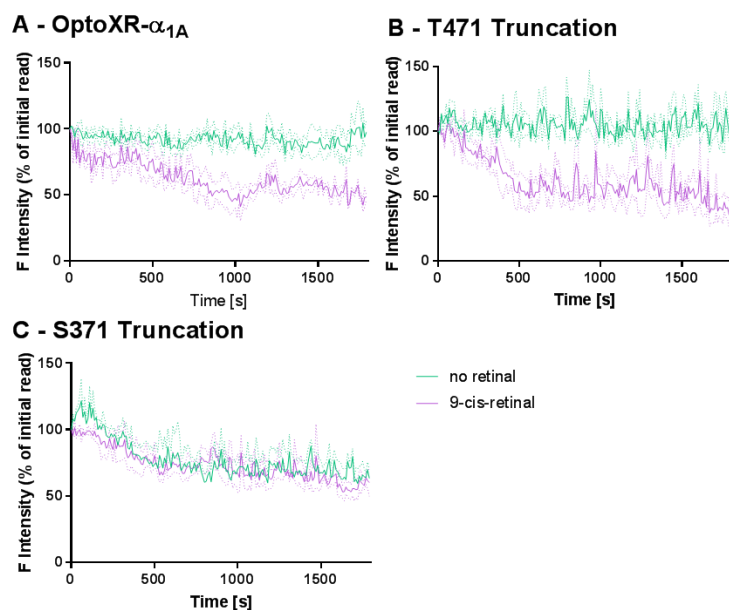 A - OptoXR-α1A
B - T471 Truncation
F Intensity (% of initial read)
150
100
50
0
0
500
1000
1500
Time [s]
F Intensity (% of initial read)
150
100
50
0
0
500
1000
1500
Time [s]
C - S371 Truncation
F Intensity (% of initial read)
150
100
50
0
0
500
1000
1500
Time [s]
no retinal
9-cis-retinal